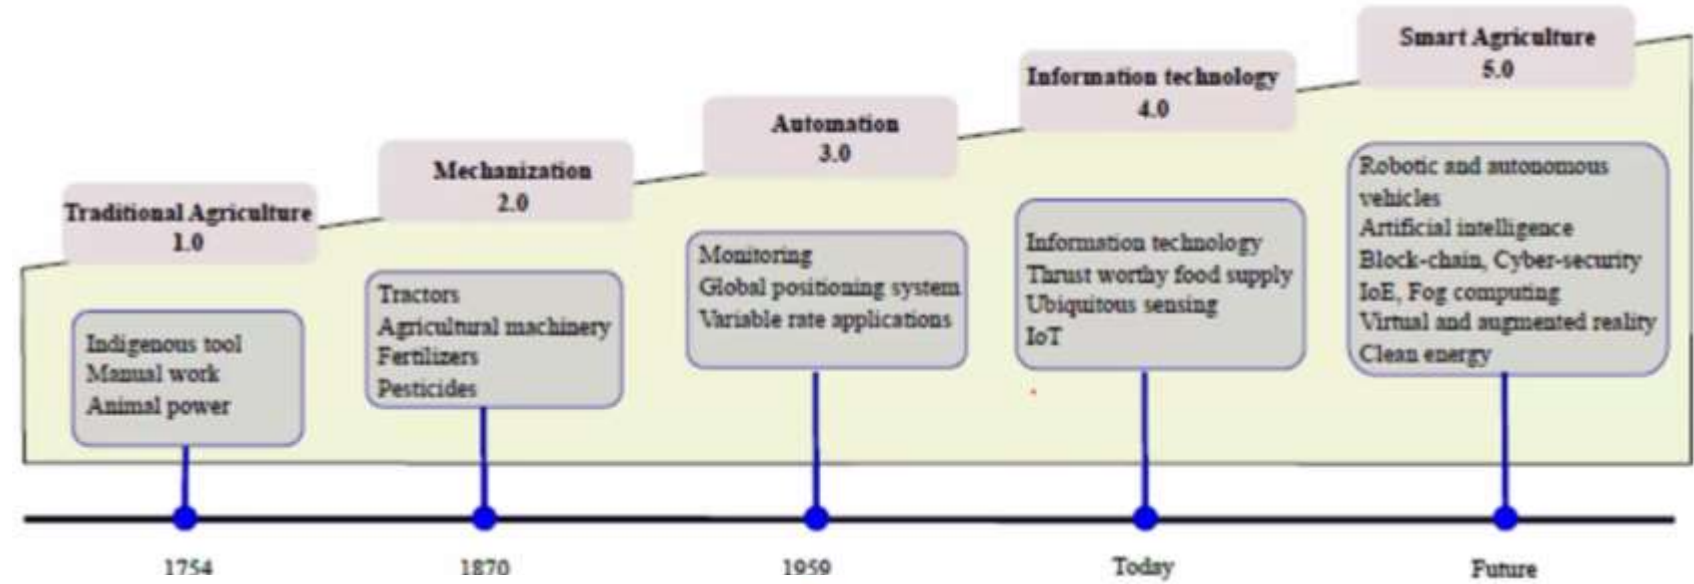 Traditional Agriculture
1.0
Indigenous tool
Manual work
Animal power
1754
Mechanization
2.0
Tractors
Agricultural machinery
Fertilizers
Pesticides
1870
Automation
3.0
Monitoring
Global positioning system
Variable rate applications
1959
Information technology
4.0
Information technology
Thrust worthy food supply
Ubiquitous sensing
IoT
Today
Smart Agriculture
5.0
Robotic and autonomous
vehicles
Artificial intelligence
Block-chain, Cyber-security
IoE, Fog computing
Virtual and augmented reality
Clean energy
Future